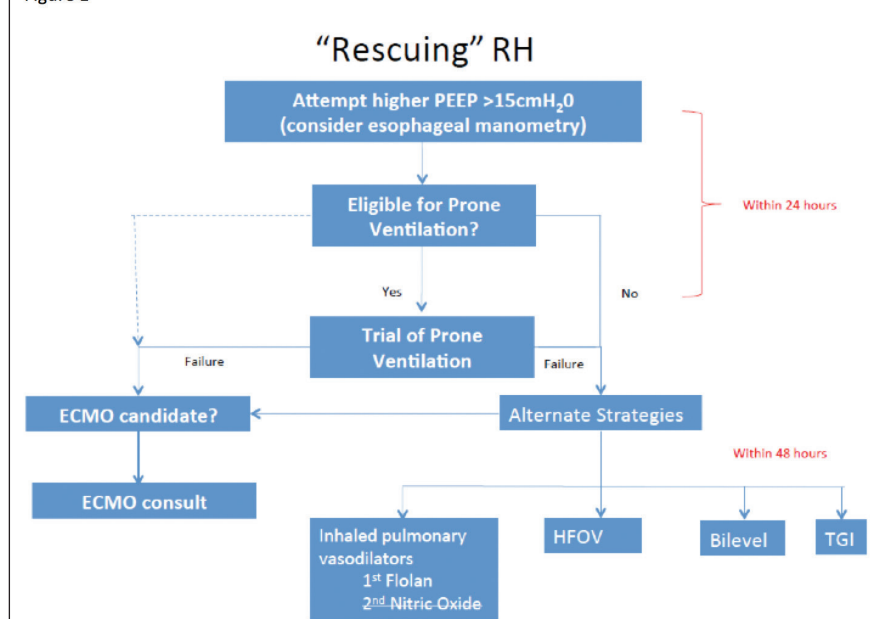 "Rescuing" RH
Attempt higher PEEP >15cmH₂0
(consider esophageal manometry)
Eligible for Prone
Ventilation?
Within 24 hours
Yes
No
Trial of Prone
Ventilation
Failure
Failure
ECMO candidate?
Alternate Strategies
Within 48 hours
ECMO consult
Inhaled pulmonary
vasodilators
1st Flolan
2nd Nitric Oxide
HFOV
Bilevel
TGI